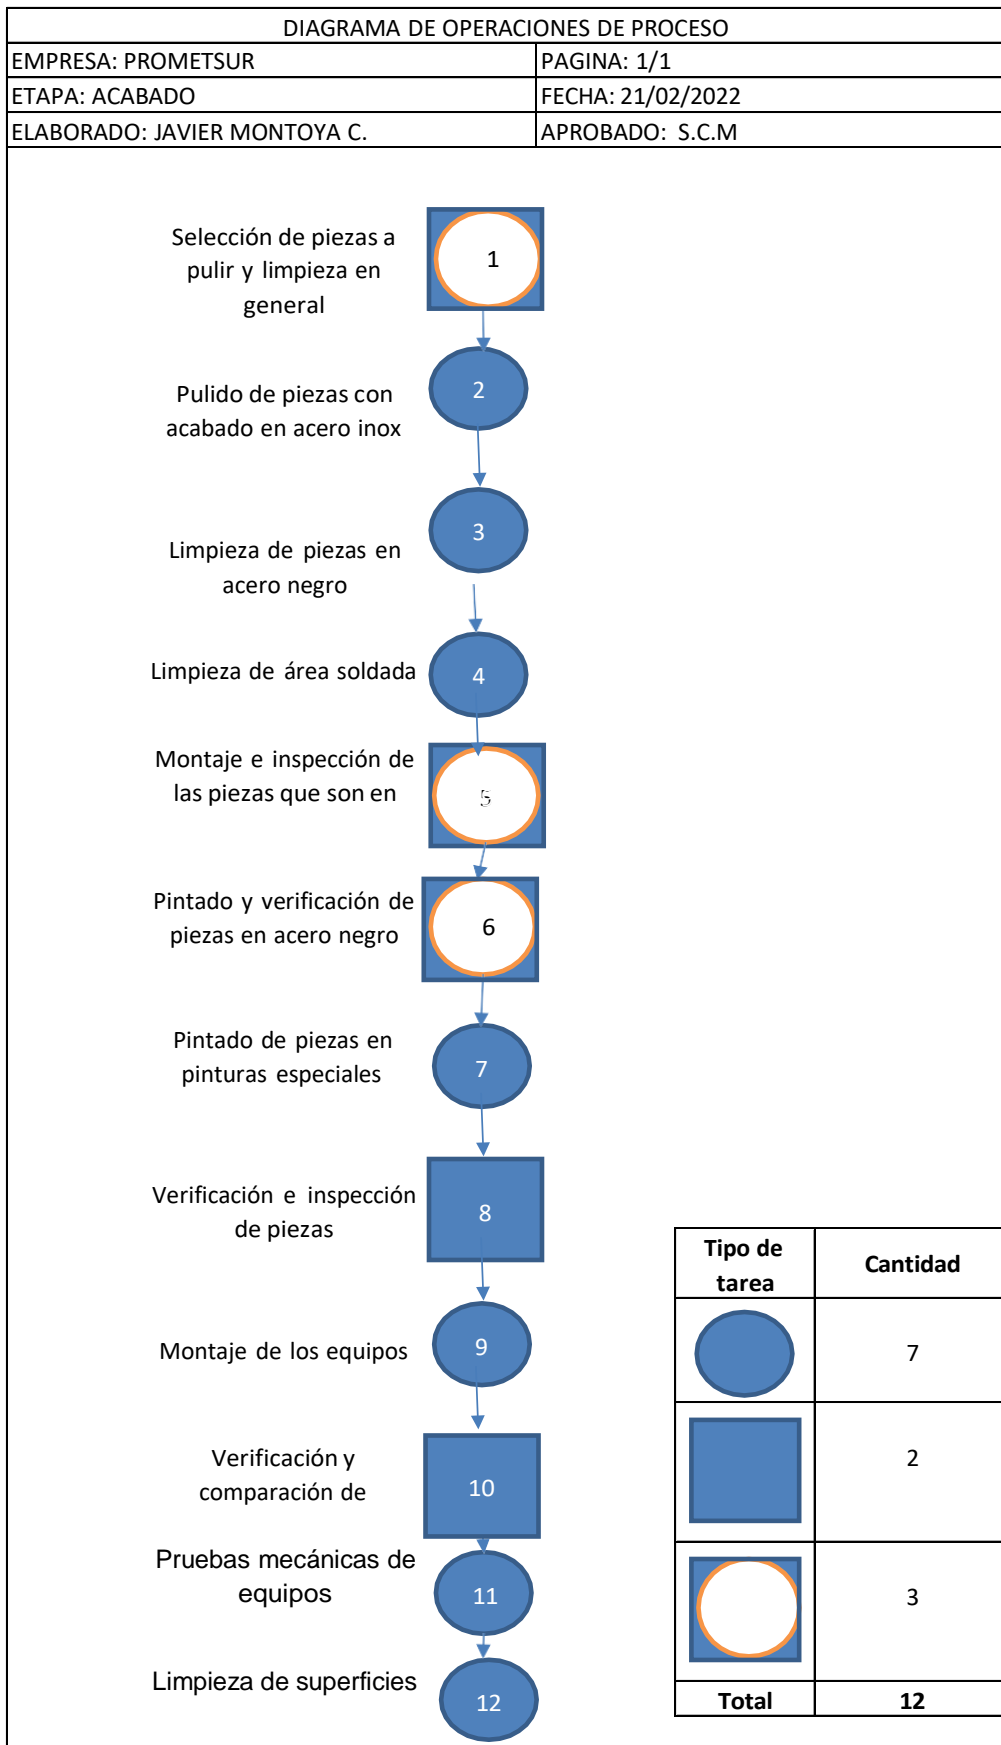 DIAGRAMA DE OPERACIONES DE PROCESO
EMPRESA: PROMETSUR
PAGINA: 1/1
ETAPA: ACABADO
FECHA: 21/02/2022
ELABORADO: JAVIER MONTOYA C.
APROBADO: S.C.M
Selección de piezas a
pulir y limpieza en
general
1
Pulido de piezas con
acabado en acero inox
2
Limpieza de piezas en
acero negro
3
Limpieza de área soldada
4
Montaje e inspección de
las piezas que son en
5
Pintado y verificación de
piezas en acero negro
6
Pintado de piezas en
pinturas especiales
7
Verificación e inspección
de piezas
8
Montaje de los equipos
9
Verificación y
comparación de
10
Pruebas mecánicas de
equipos
11
Limpieza de superficies
12
Tipo de
tarea
Cantidad
7
2
3
Total
12